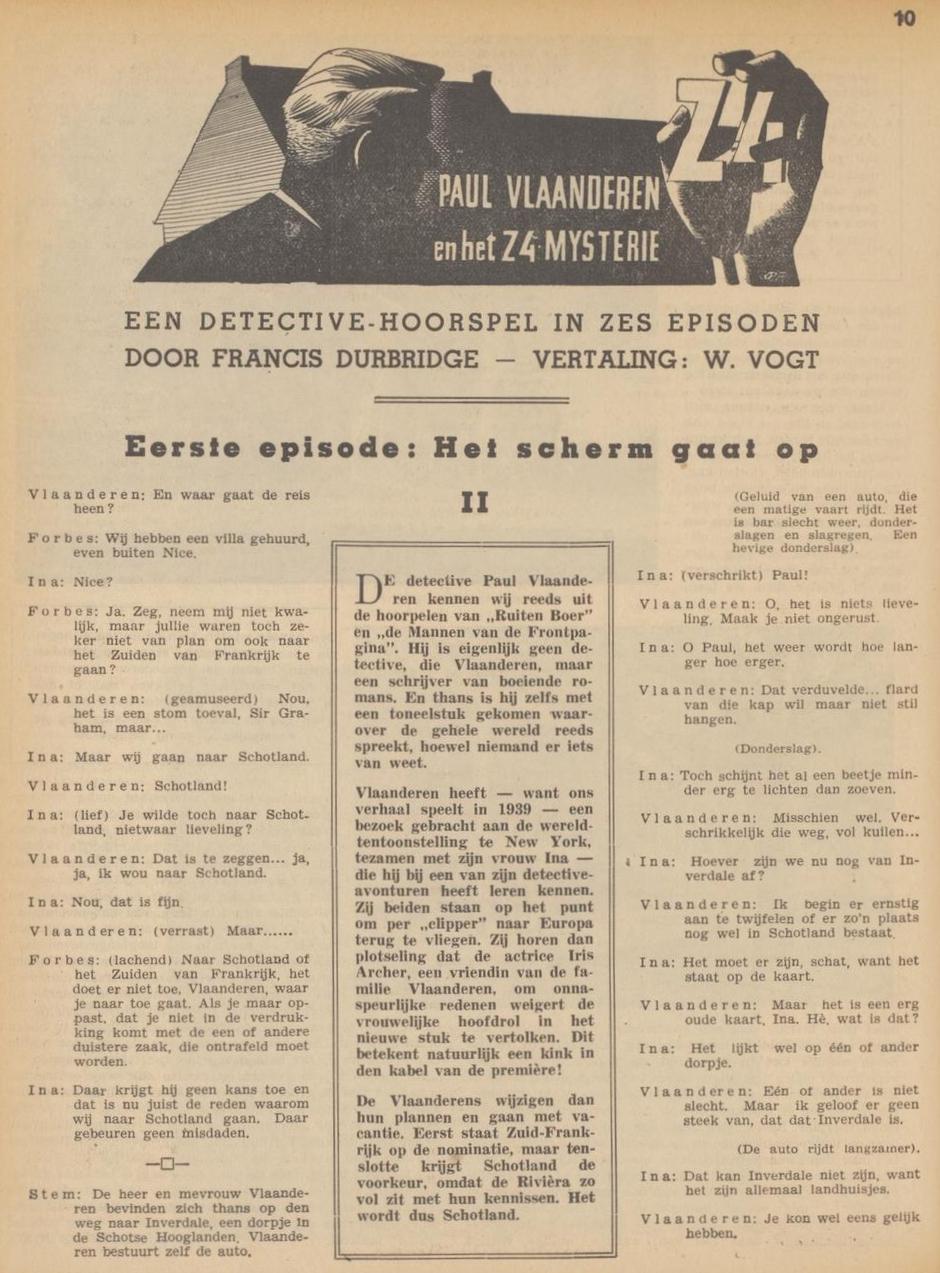 10
Z4
PAUL VLAANDEREN
en het Z4-MYSTERIE
EEN DETECTIVE-HOORSPEL IN ZES EPISODEN
DOOR FRANCIS DURBRIDGE — VERTALING: W. VOGT
Eerste episode: Het scherm gaat op
Vlaanderen: En waar gaat de reis
heen?
Forbes: Wij hebben een villa gehuurd,
even buiten Nice.
Ina: Nice?
Forbes: Ja. Zeg, neem mij niet kwa-
lijk, maar jullie waren toch ze-
ker niet van plan om ook naar
het Zuiden van Frankrijk te
gaan?
Vlaanderen: (geamuseerd) Nou,
het is een stom toeval, Sir Gra-
ham, maar...
Ina: Maar wij gaan naar Schotland.
Vlaanderen: Schotland!
Ina: (lief) Je wilde toch naar Schot-
land, nietwaar lieveling?
Vlaanderen: Dat is te zeggen... ja,
ja, ik wou naar Schotland.
Ina: Nou, dat is fijn.
Vlaanderen: (verrast) Maar......
Forbes: (lachend) Naar Schotland of
het Zuiden van Frankrijk, het
doet er niet toe, Vlaanderen, waar
je naar toe gaat. Als je maar op-
past, dat je niet in de verdruk-
king komt met de een of andere
duistere zaak, die ontrafeld moet
worden.
Ina: Daar krijgt hij geen kans toe en
dat is nu juist de reden waarom
wij naar Schotland gaan. Daar
gebeuren geen misdaden.
Stem: De heer en mevrouw Vlaande-
ren bevinden zich thans op den
weg naar Inverdale, een dorpje in
de Schotse Hooglanden. Vlaande-
ren bestuurt zelf de auto.
II
DE detective Paul Vlaande-
ren kennen wij reeds uit
de hoorpelen van „Ruiten Boer”
en „de Mannen van de Frontpa-
gina”. Hij is eigenlijk geen de-
tective, die Vlaanderen, maar
een schrijver van boeiende ro-
mans. En thans is hij zelfs met
een toneelstuk gekomen waar-
over de gehele wereld reeds
spreekt, hoewel niemand er iets
van weet.
Vlaanderen heeft — want ons
verhaal speelt in 1939 — een
bezoek gebracht aan de wereld-
tentoonstelling te New York,
tezamen met zijn vrouw Ina —
die hij bij een van zijn detective-
avonturen heeft leren kennen.
Zij beiden staan op het punt
om per „clipper” naar Europa
terug te vliegen. Zij horen dan
plotseling dat de actrice Iris
Archer, een vriendin van de fa-
milie Vlaanderen, om onna-
speurlijke redenen weigert de
vrouwelijke hoofdrol in het
nieuwe stuk te vertolken. Dit
betekent natuurlijk een kink in
den kabel van de première!
De Vlaanderens wijzigen dan
hun plannen en gaan met va-
cantie. Eerst staat Zuid-Frank-
rijk op de nominatie, maar ten-
slotte krijgt Schotland de
voorkeur, omdat de Rivièra zo
vol zit met hun kennissen. Het
wordt dus Schotland.
(Geluid van een auto, die
een matige vaart rijdt. Het
is bar slecht weer, donder-
slagen en slagregen. Een
hevige donderslag).
Ina: (verschrikt) Paul!
Vlaanderen: O, het is niets lieve-
ling. Maak je niet ongerust.
Ina: O Paul, het weer wordt hoe lan-
ger hoe erger.
Vlaanderen: Dat verduvelde... flard
van die kap wil maar niet stil
hangen.
(Donderslag).
Ina: Toch schijnt het al een beetje min-
der erg te lichten dan zoeven.
Vlaanderen: Misschien wel. Ver-
schrikkelijk die weg, vol kuilen...
Ina: Hoever zijn we nu nog van In-
verdale af?
Vlaanderen: Ik begin er ernstig
aan te twijfelen of er zo'n plaats
nog wel in Schotland bestaat.
Ina: Het moet er zijn, schat, want het
staat op de kaart.
Vlaanderen: Maar het is een erg
oude kaart, Ina. Hè, wat is dat?
Ina: Het lijkt wel op één of ander
dorpje.
Vlaanderen: Eén of ander is niet
slecht. Maar ik geloof er geen
steek van, dat dat Inverdale is.
(De auto rijdt langzamer).
Ina: Dat kan Inverdale niet zijn, want
het zijn allemaal landhuisjes.
Vlaanderen: Je kon wel eens gelijk
hebben.